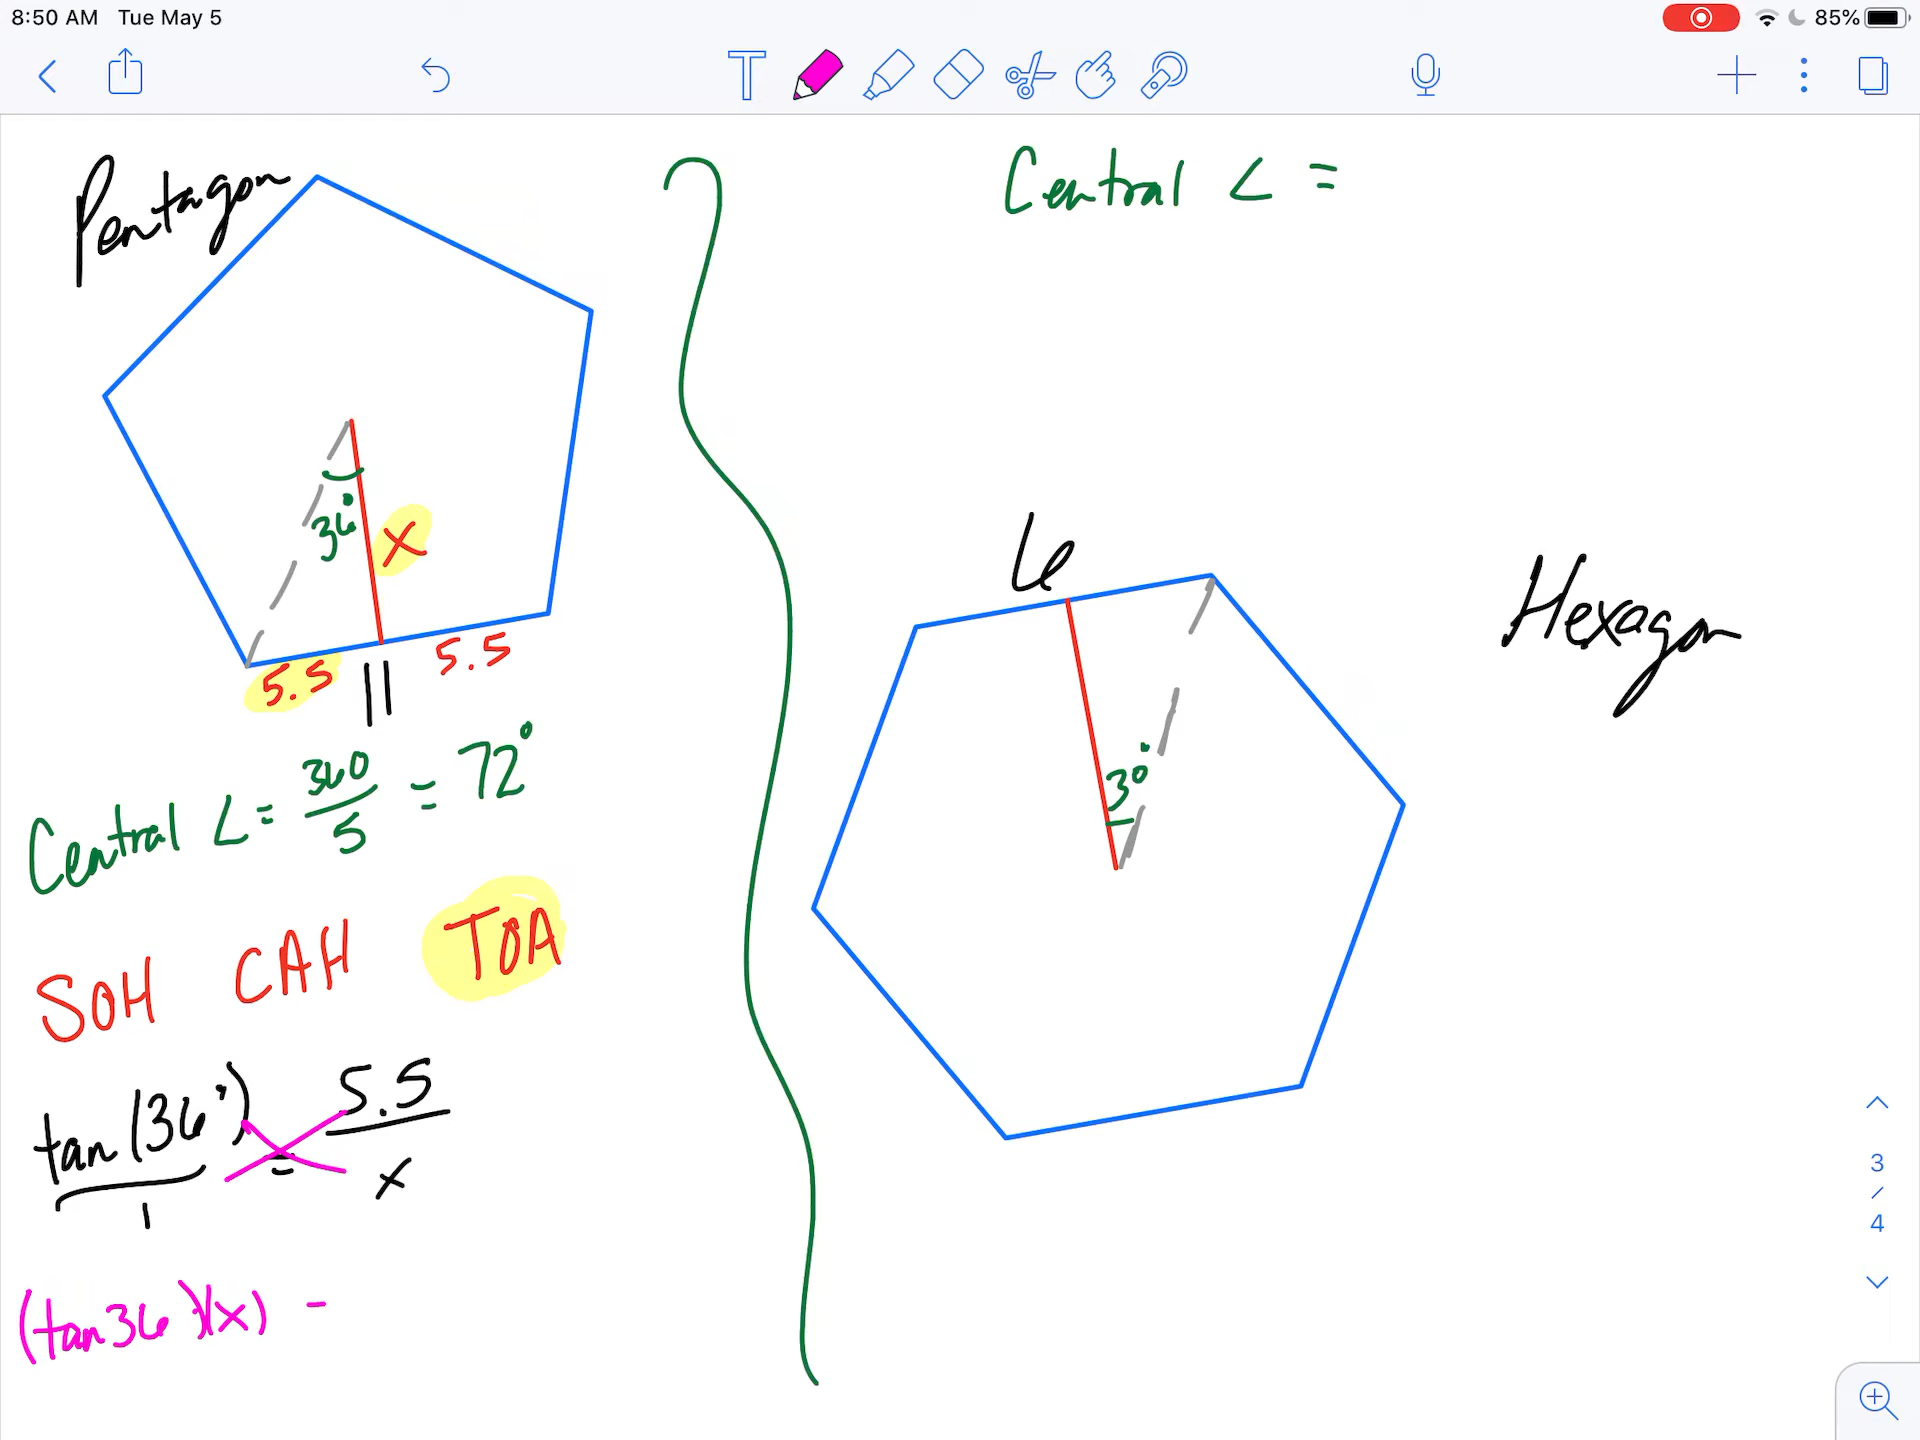 8:50 AM Tue May 5
85%
T
Pentagon
36°
x
5.5
5.5
11
Central ∠ = 360/5 = 72°
SOH CAH TOA
tan(36°)/1 = 5.5/x
(tan36)(x) -
Central ∠ =
6
Hexagon
30°
3
/
4